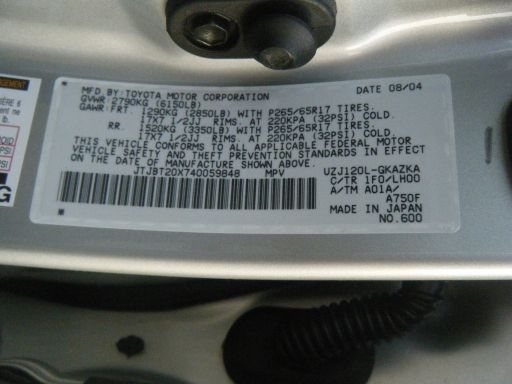 MFD.BY:TOYOTA MOTOR CORPORATION DATE 08/04
GVWR:2790KG (6150LB)
GAWR:FRT. 1290KG (2850LB) WITH P265/65R17 TIRES.
17X7 1/2JJ RIMS. AT 220KPA (32PSI) COLD.
RR. 1520KG (3350LB) WITH P265/65R17 TIRES.
17X7 1/2JJ RIMS. AT 220KPA (32PSI) COLD.
THIS VEHICLE CONFORMS TO ALL APPLICABLE FEDERAL MOTOR
VEHICLE SAFETY AND BUMPER STANDARDS IN EFFECT
ON THE DATE OF MANUFACTURE SHOWN ABOVE.
JTJBT20X740059848 MPV
UZJ120L-GKAZKA
C/TR 1F0/LH00
A/TM A01A/
A750F
MADE IN JAPAN
NO.600